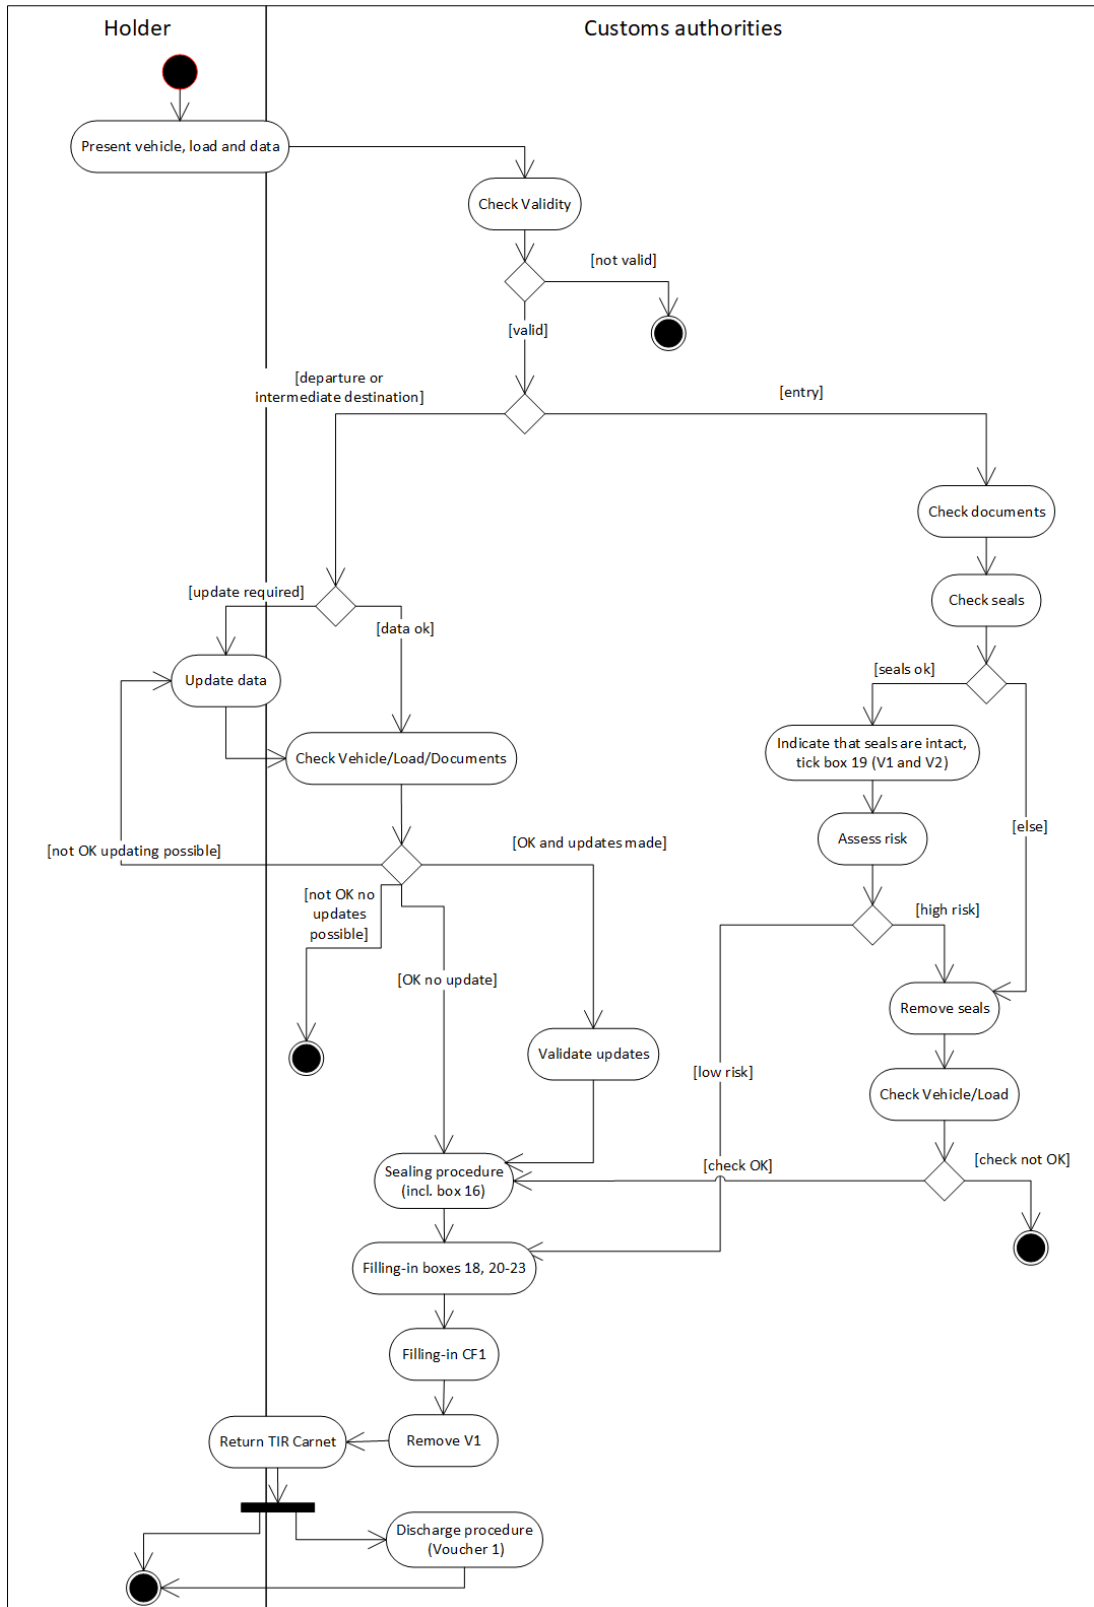 Holder
Customs authorities
Present vehicle, load and data
Check Validity
[not valid]
[valid]
[departure or
intermediate destination]
[entry]
Check documents
[update required]
[data ok]
Check seals
Update data
[seals ok]
Check Vehicle/Load/Documents
Indicate that seals are intact,
tick box 19 (V1 and V2)
[else]
Assess risk
[not OK updating possible]
[OK and updates made]
[not OK no
updates
possible]
[high risk]
[OK no update]
Remove seals
Validate updates
[low risk]
Check Vehicle/Load
[check OK]
[check not OK]
Sealing procedure
(incl. box 16)
Filling-in boxes 18, 20-23
Filling-in CF1
Return TIR Carnet
Remove V1
Discharge procedure
(Voucher 1)